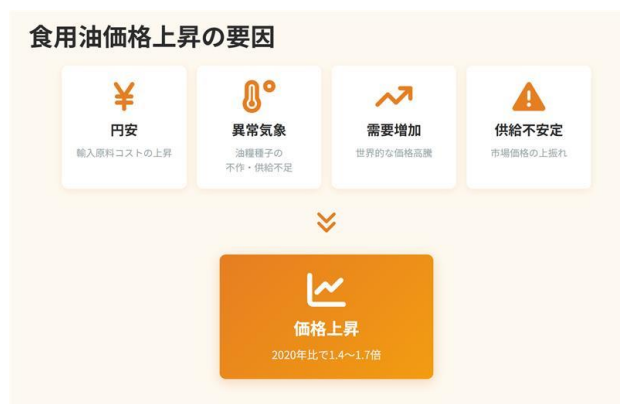 食用油価格上昇の要因
円安
輸入原料コストの上昇
異常気象
油糧種子の
不作・供給不足
需要増加
世界的な価格高騰
供給不安定
市場価格の上振れ
価格上昇
2020年比で1.4〜1.7倍